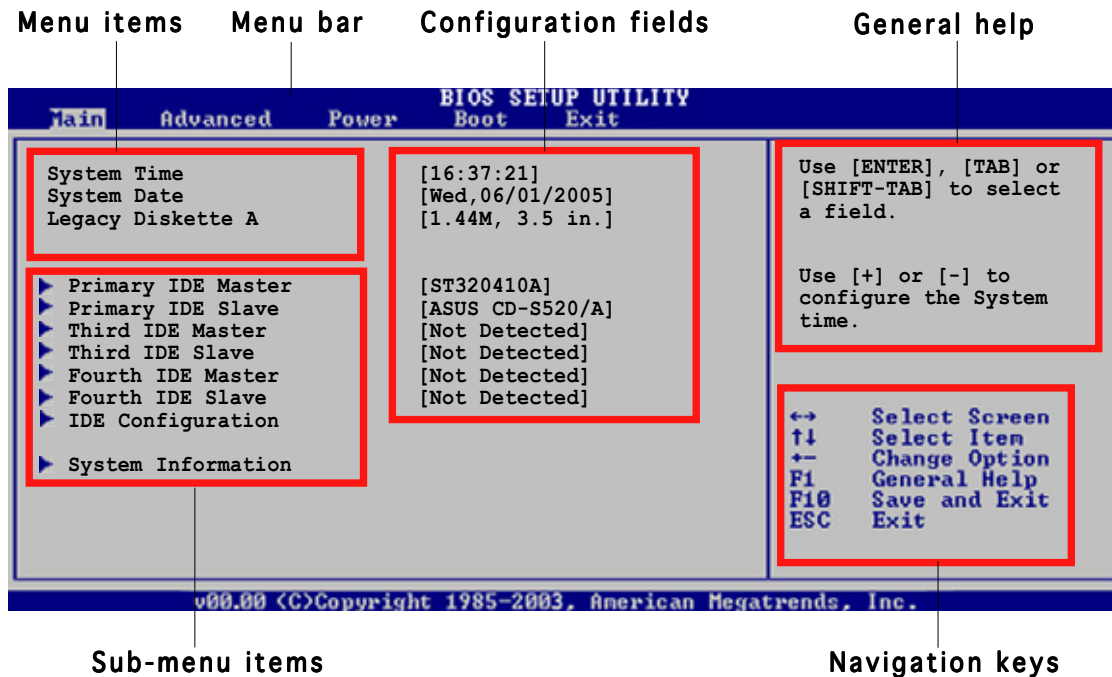 Menu items Menu bar Configuration fields General help
BIOS SETUP UTILITY
Main Advanced Power Boot Exit
System Time [16:37:21]
System Date [Wed,06/01/2005]
Legacy Diskette A [1.44M, 3.5 in.]
Primary IDE Master [ST320410A]
Primary IDE Slave [ASUS CD-S520/A]
Third IDE Master [Not Detected]
Third IDE Slave [Not Detected]
Fourth IDE Master [Not Detected]
Fourth IDE Slave [Not Detected]
IDE Configuration
System Information
Use [ENTER], [TAB] or
[SHIFT-TAB] to select
a field.
Use [+] or [-] to
configure the System
time.
←→ Select Screen
↑↓ Select Item
+- Change Option
F1 General Help
F10 Save and Exit
ESC Exit
v00.00 (C)Copyright 1985-2003, American Megatrends, Inc.
Sub-menu items Navigation keys